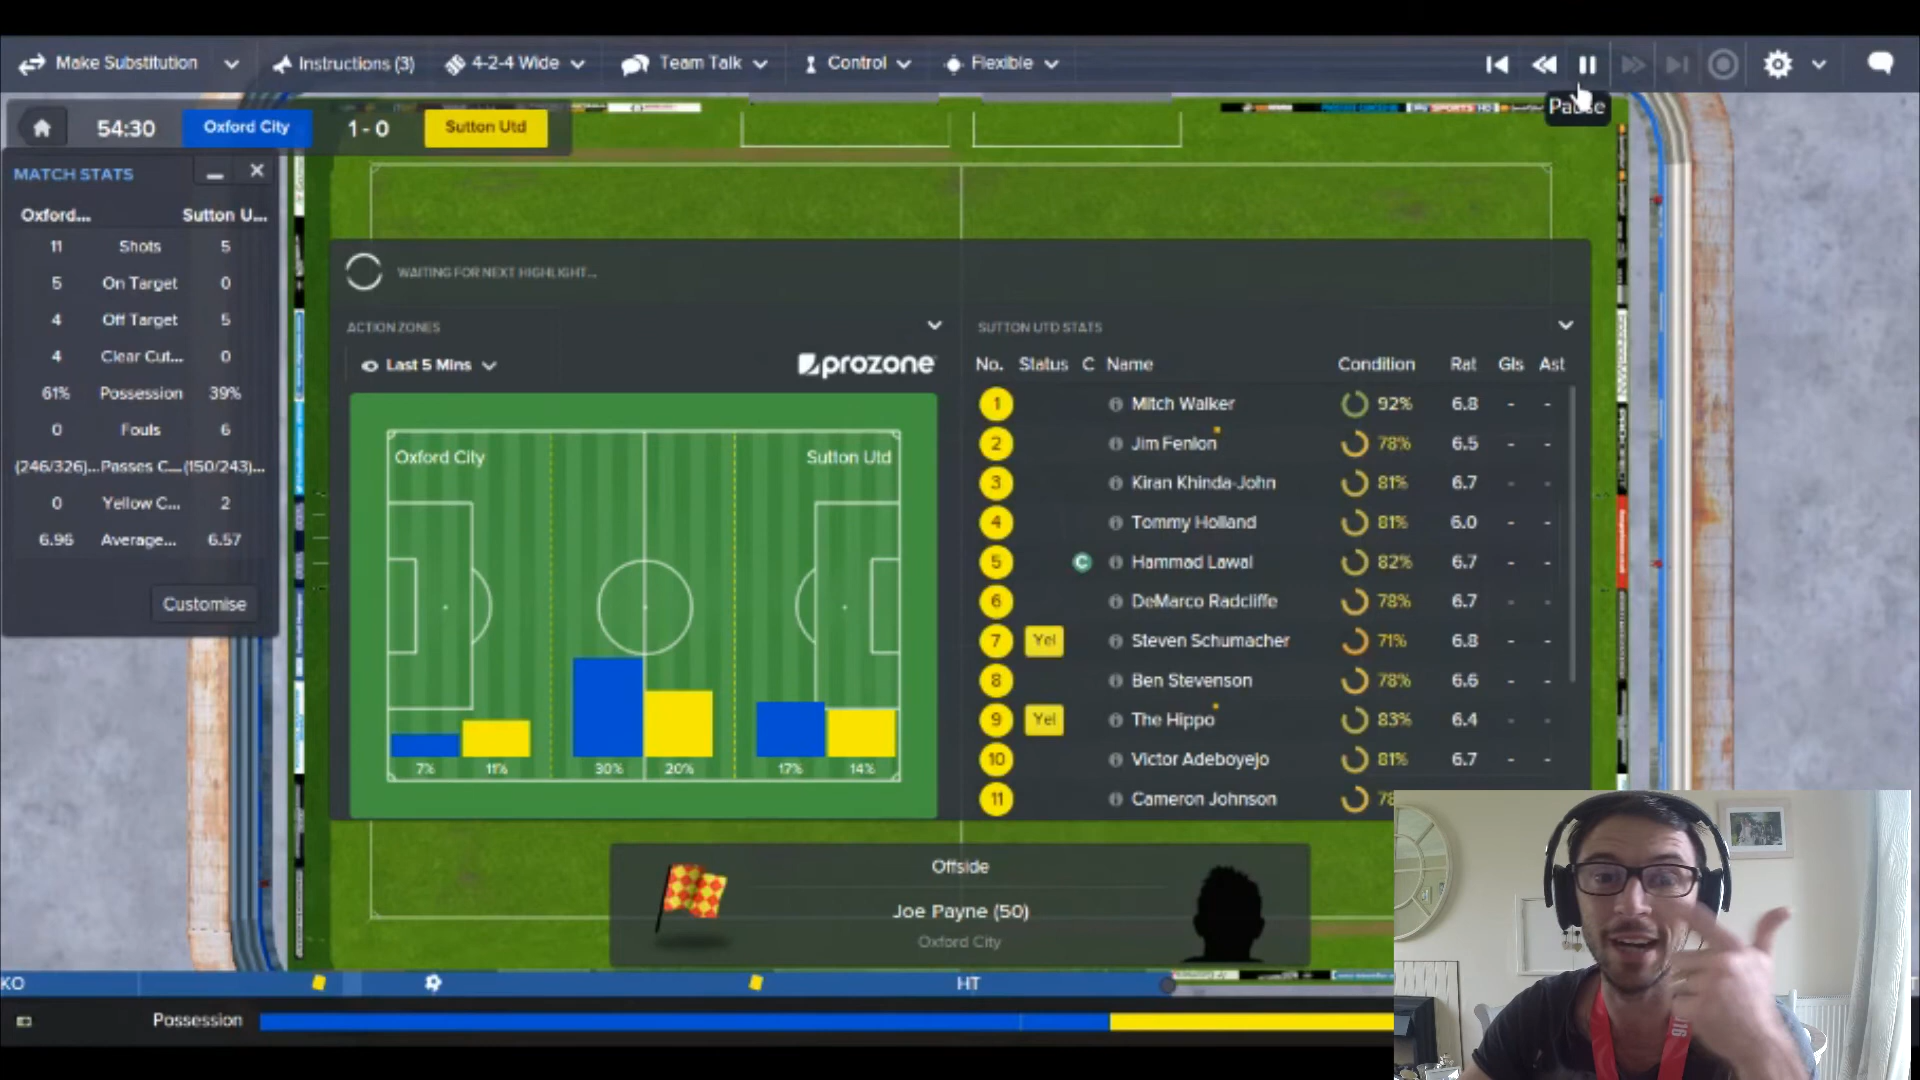 Make Substitution
Instructions (3)
4-2-4 Wide
Team Talk
Control
Flexible
Pause
54:30 Oxford City 1 - 0 Sutton Utd
MATCH STATS
Oxford... Sutton U...
11 Shots 5
5 On Target 0
4 Off Target 5
4 Clear Cut... 0
61% Possession 39%
0 Fouls 6
(246/326)... Passes C... (150/243)...
0 Yellow C... 2
6.96 Average... 6.57
Customise
WAITING FOR NEXT HIGHLIGHT...
ACTION ZONES
Last 5 Mins
prozone
Oxford City Sutton Utd
7% 11% 30% 20% 17% 14%
SUTTON UTD STATS
No. Status C Name Condition Rat Gls Ast
1 Mitch Walker 92% 6.8 - -
2 Jim Fenlon 78% 6.5 - -
3 Kiran Khinda-John 81% 6.7 - -
4 Tommy Holland 81% 6.0 - -
5 C Hammad Lawal 82% 6.7 - -
6 DeMarco Radcliffe 78% 6.7 - -
7 Yel Steven Schumacher 71% 6.8 - -
8 Ben Stevenson 78% 6.6 - -
9 Yel The Hippo 83% 6.4 - -
10 Victor Adeboyejo 81% 6.7 - -
11 Cameron Johnson
Offside
Joe Payne (50)
Oxford City
KO
HT
Possession